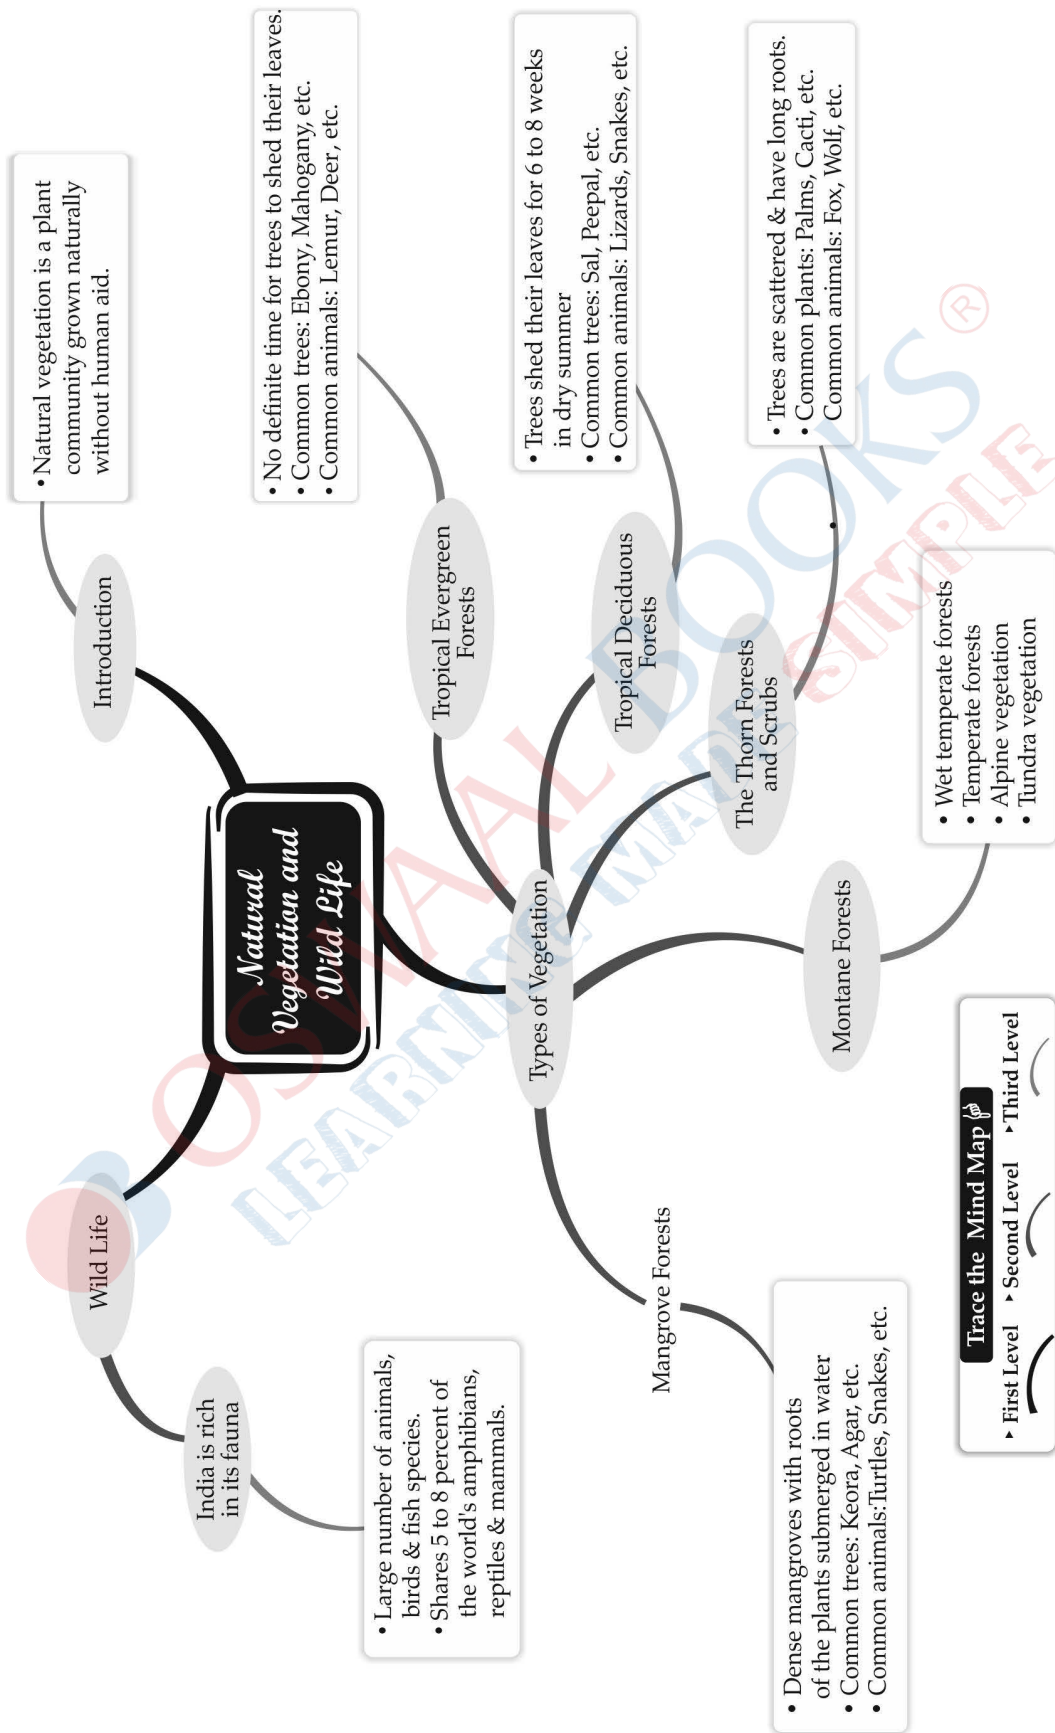 Natural
Vegetation and
Wild Life
Introduction
• Natural vegetation is a plant
community grown naturally
without human aid.
Types of Vegetation
Tropical Evergreen
Forests
• No definite time for trees to shed their leaves.
• Common trees: Ebony, Mahogany, etc.
• Common animals: Lemur, Deer, etc.
Tropical Deciduous
Forests
• Trees shed their leaves for 6 to 8 weeks
in dry summer
• Common trees: Sal, Peepal, etc.
• Common animals: Lizards, Snakes, etc.
The Thorn Forests
and Scrubs
• Trees are scattered & have long roots.
• Common plants: Palms, Cacti, etc.
Common animals: Fox, Wolf, etc.
Montane Forests
• Wet temperate forests
• Temperate forests
• Alpine vegetation
• Tundra vegetation
Mangrove Forests
• Dense mangroves with roots
of the plants submerged in water
• Common trees: Keora, Agar, etc.
• Common animals:Turtles, Snakes, etc.
Wild Life
India is rich
in its fauna
• Large number of animals,
birds & fish species.
• Shares 5 to 8 percent of
the world's amphibians,
reptiles & mammals.
Trace the Mind Map
▸ First Level ▸ Second Level ▸Third Level
OSWAAL BOOKS ®
LEARNING MADE SIMPLE